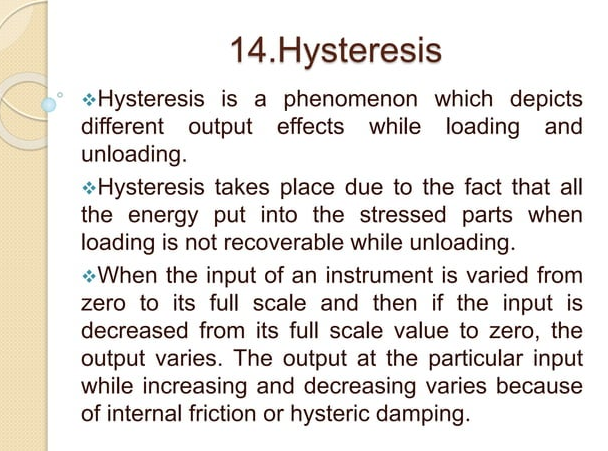 14.Hysteresis
❖Hysteresis is a phenomenon which depicts
different output effects while loading and
unloading.
❖Hysteresis takes place due to the fact that all
the energy put into the stressed parts when
loading is not recoverable while unloading.
❖When the input of an instrument is varied from
zero to its full scale and then if the input is
decreased from its full scale value to zero, the
output varies. The output at the particular input
while increasing and decreasing varies because
of internal friction or hysteric damping.